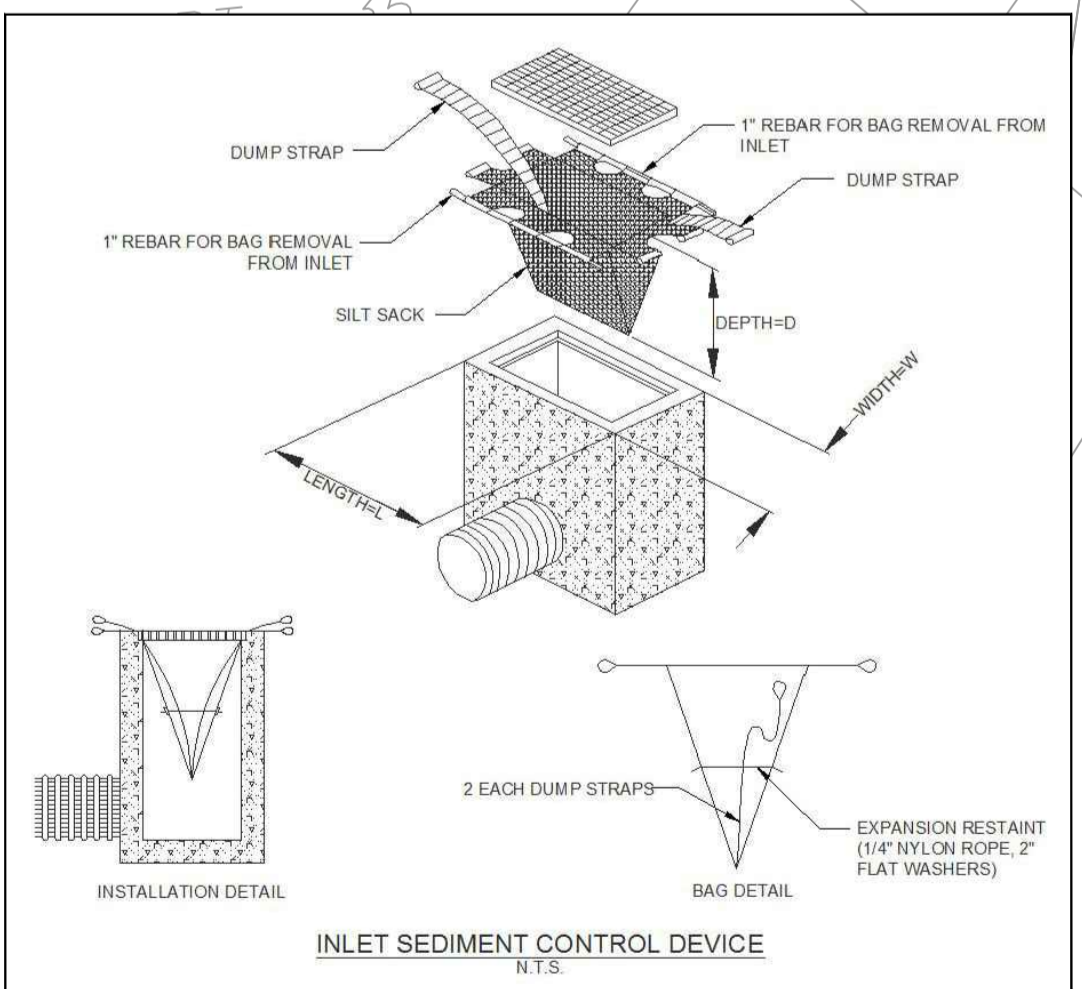 35
DUMP STRAP
1" REBAR FOR BAG REMOVAL FROM
INLET
DUMP STRAP
1" REBAR FOR BAG REMOVAL
FROM INLET
SILT SACK
DEPTH=D
WIDTH=W
LENGTH=L
2 EACH DUMP STRAPS
EXPANSION RESTAINT
(1/4" NYLON ROPE, 2"
FLAT WASHERS)
INSTALLATION DETAIL
BAG DETAIL
INLET SEDIMENT CONTROL DEVICE
N.T.S.